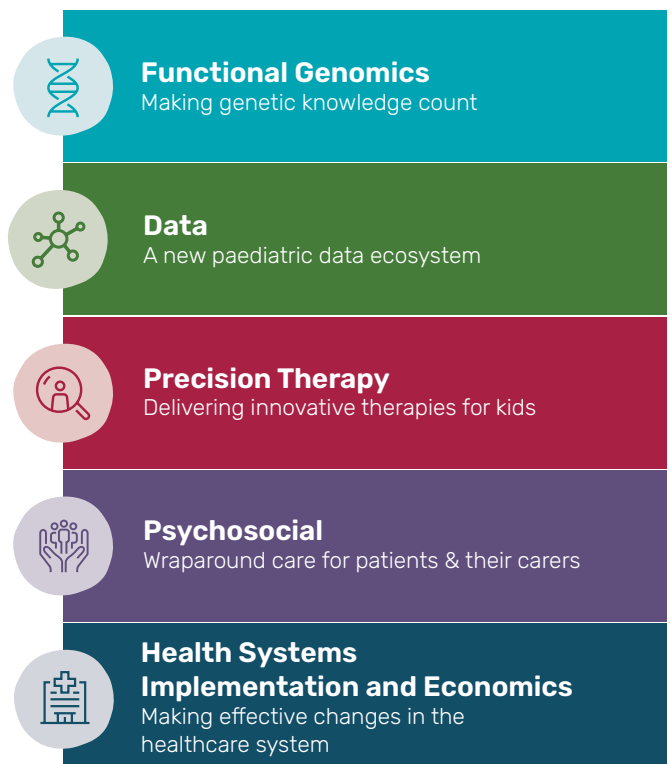 Functional Genomics
Making genetic knowledge count
Data
A new paediatric data ecosystem
Precision Therapy
Delivering innovative therapies for kids
Psychosocial
Wraparound care for patients & their carers
Health Systems
Implementation and Economics
Making effective changes in the
healthcare system